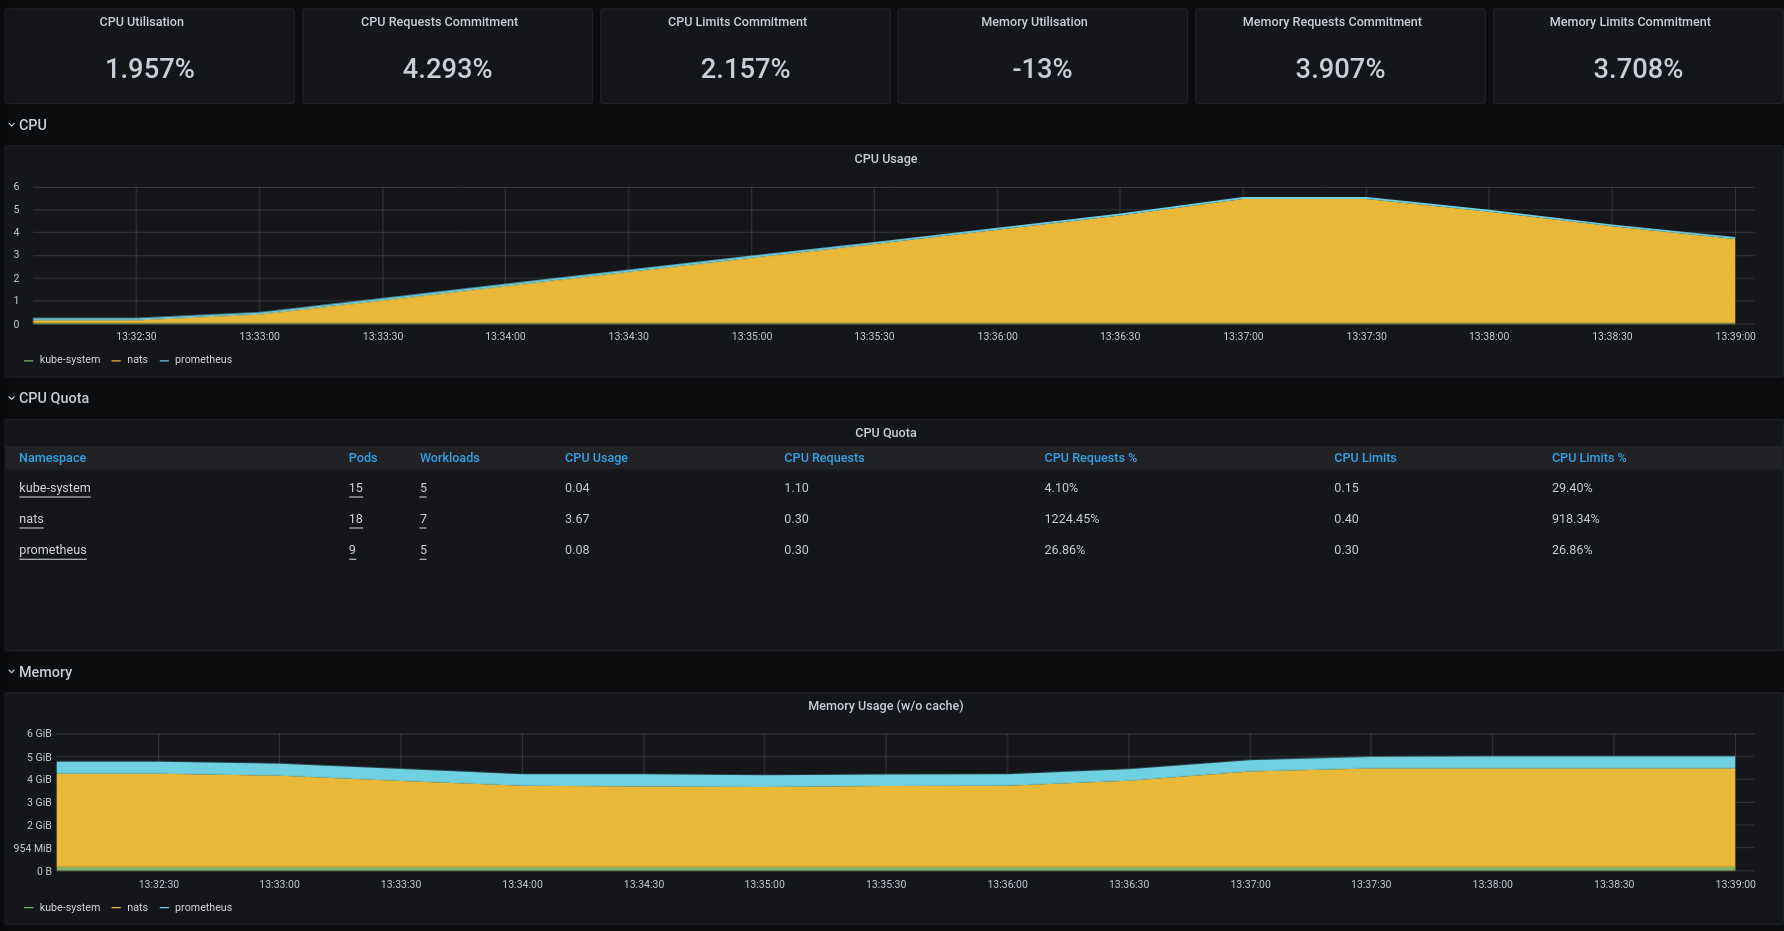 CPU Utilisation CPU Requests Commitment CPU Limits Commitment Memory Utilisation Memory Requests Commitment Memory Limits Commitment
1.957% 4.293% 2.157% -13% 3.907% 3.708%
CPU
CPU Usage
6
5
4
3
2
1
0
13:32:30 13:33:00 13:33:30 13:34:00 13:34:30 13:35:00 13:35:30 13:36:00 13:36:30 13:37:00 13:37:30 13:38:00 13:38:30 13:39:00
kube-system nats prometheus
CPU Quota
CPU Quota
Namespace Pods Workloads CPU Usage CPU Requests CPU Requests % CPU Limits CPU Limits %
kube-system 15 5 0.04 1.10 4.10% 0.15 29.40%
nats 18 7 3.67 0.30 1224.45% 0.40 918.34%
prometheus 9 5 0.08 0.30 26.86% 0.30 26.86%
Memory
Memory Usage (w/o cache)
6 GiB
5 GiB
4 GiB
3 GiB
2 GiB
954 MiB
0 B
13:32:30 13:33:00 13:33:30 13:34:00 13:34:30 13:35:00 13:35:30 13:36:00 13:36:30 13:37:00 13:37:30 13:38:00 13:38:30 13:39:00
kube-system nats prometheus